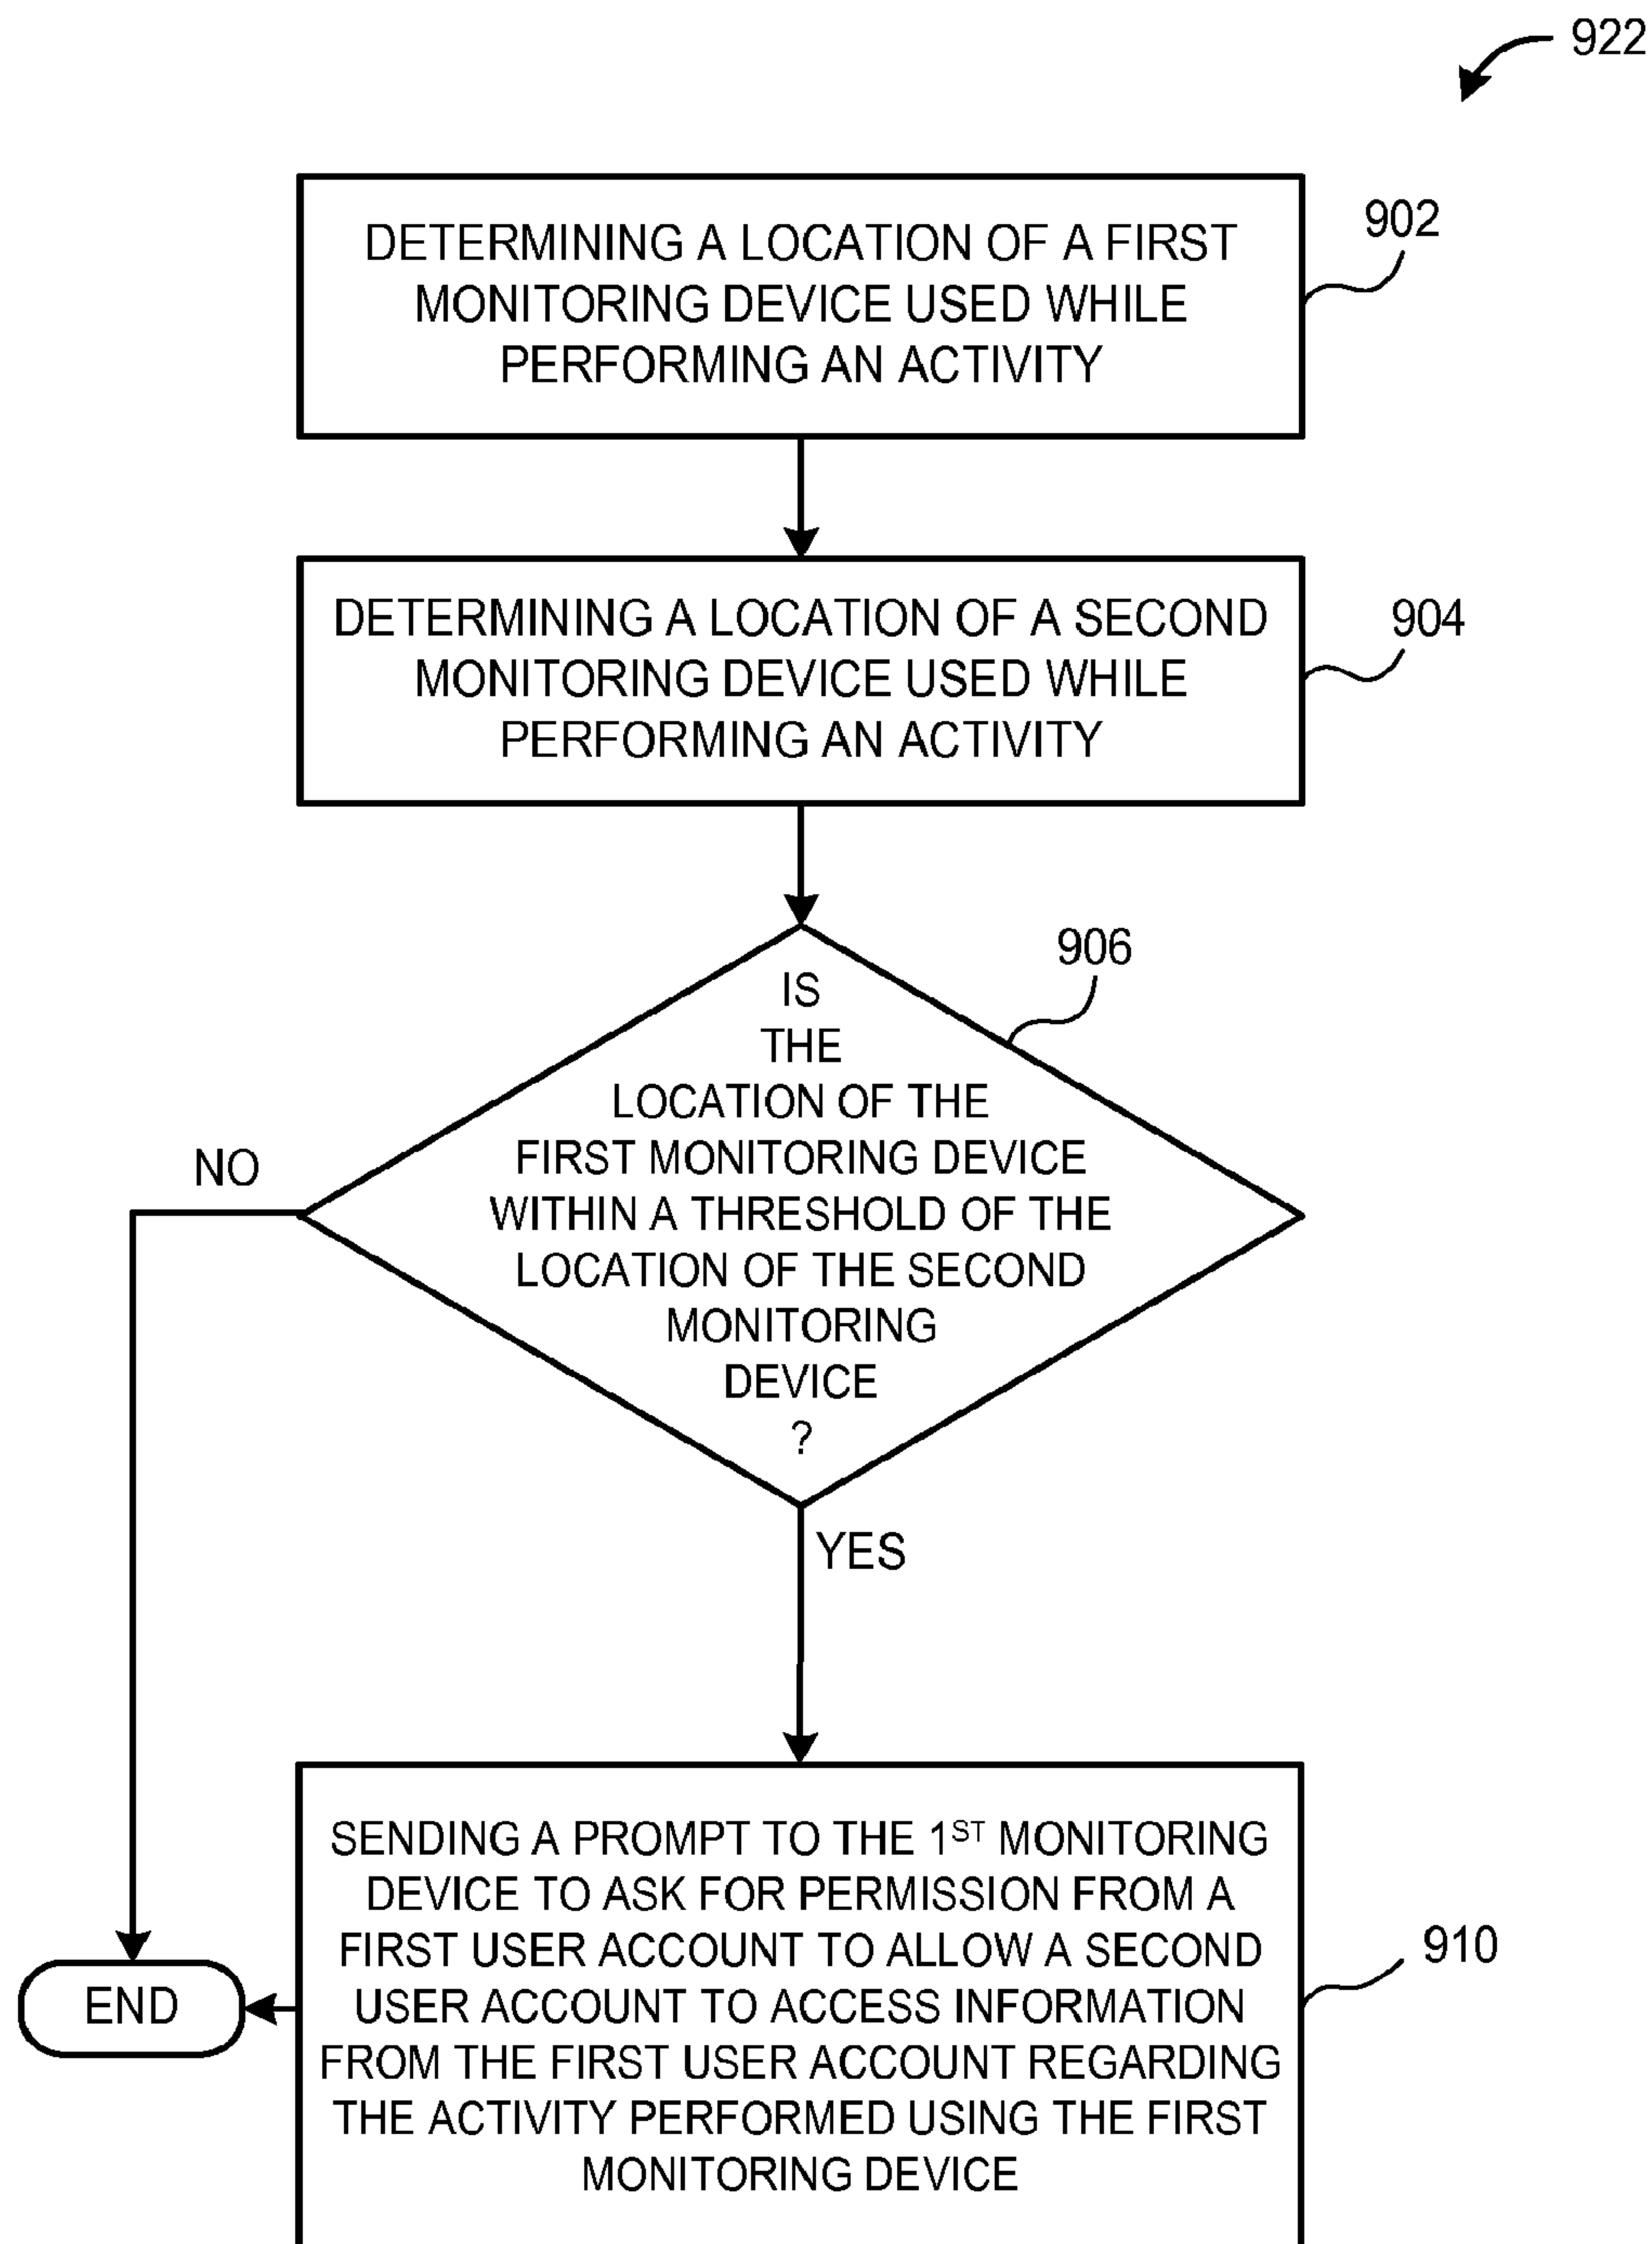 922
DETERMINING A LOCATION OF A FIRST
MONITORING DEVICE USED WHILE
PERFORMING AN ACTIVITY
902
DETERMINING A LOCATION OF A SECOND
MONITORING DEVICE USED WHILE
PERFORMING AN ACTIVITY
904
906
IS
THE
LOCATION OF THE
FIRST MONITORING DEVICE
WITHIN A THRESHOLD OF THE
LOCATION OF THE SECOND
MONITORING
DEVICE
?
NO
YES
SENDING A PROMPT TO THE 1ST MONITORING
DEVICE TO ASK FOR PERMISSION FROM A
FIRST USER ACCOUNT TO ALLOW A SECOND
USER ACCOUNT TO ACCESS INFORMATION
FROM THE FIRST USER ACCOUNT REGARDING
THE ACTIVITY PERFORMED USING THE FIRST
MONITORING DEVICE
910
END